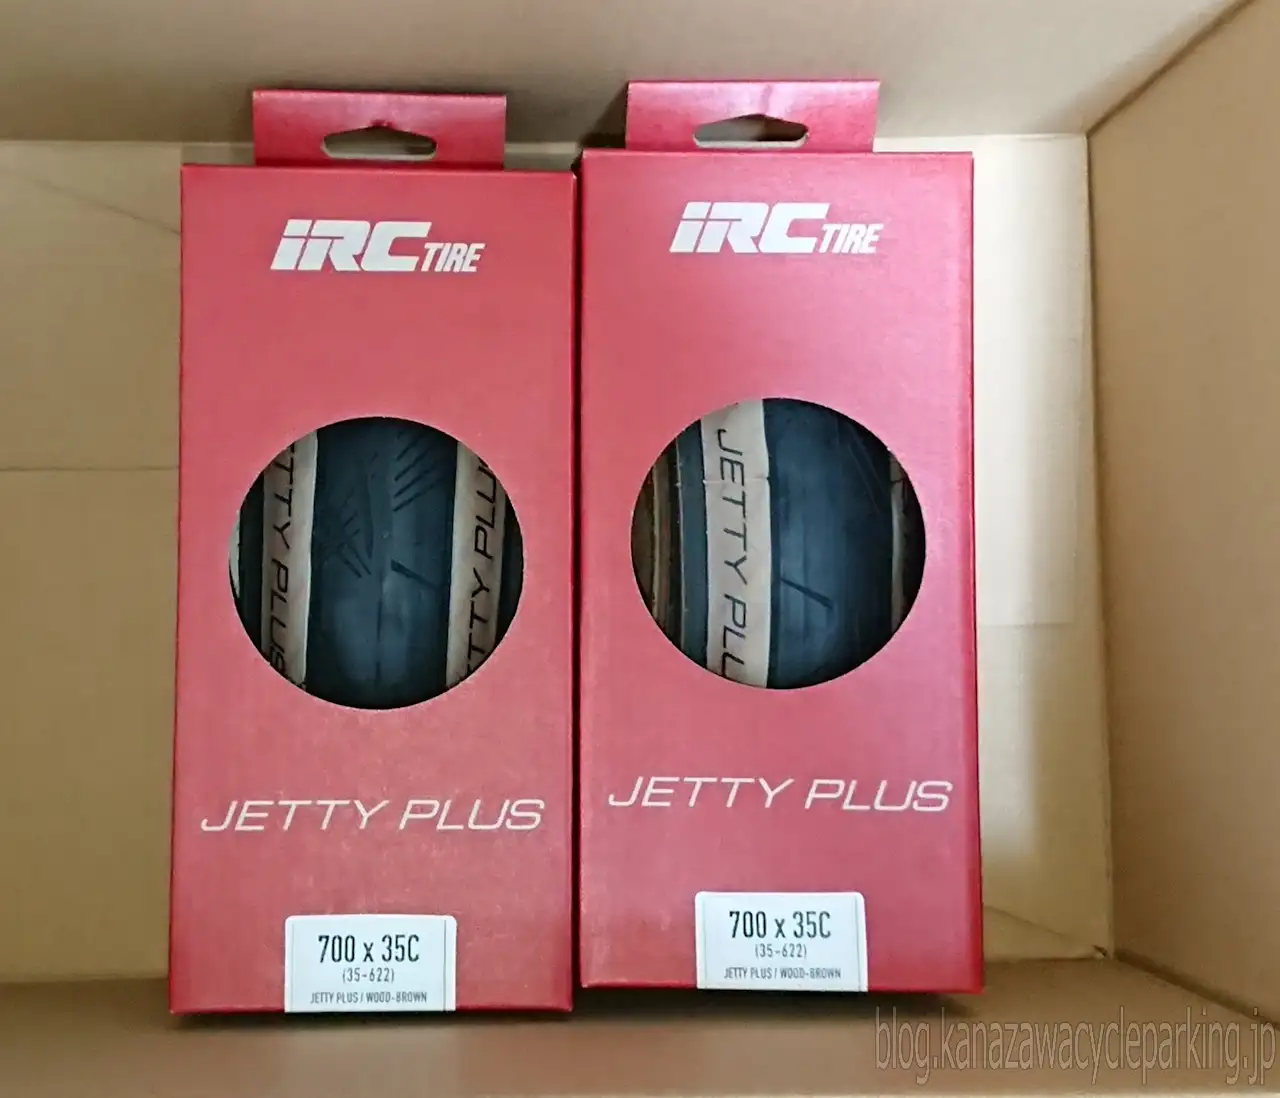 iRC TIRE
JETTY PLUS
JETTY PLUS
JETTY PLUS
700 x 35C
(35-622)
JETTY PLUS / WOOD-BROWN
iRC TIRE
JETTY PLU
JETTY PLUS
700 x 35C
(35-622)
JETTY PLUS / WOOD-BROWN
blog.kanazawacycleparking.jp